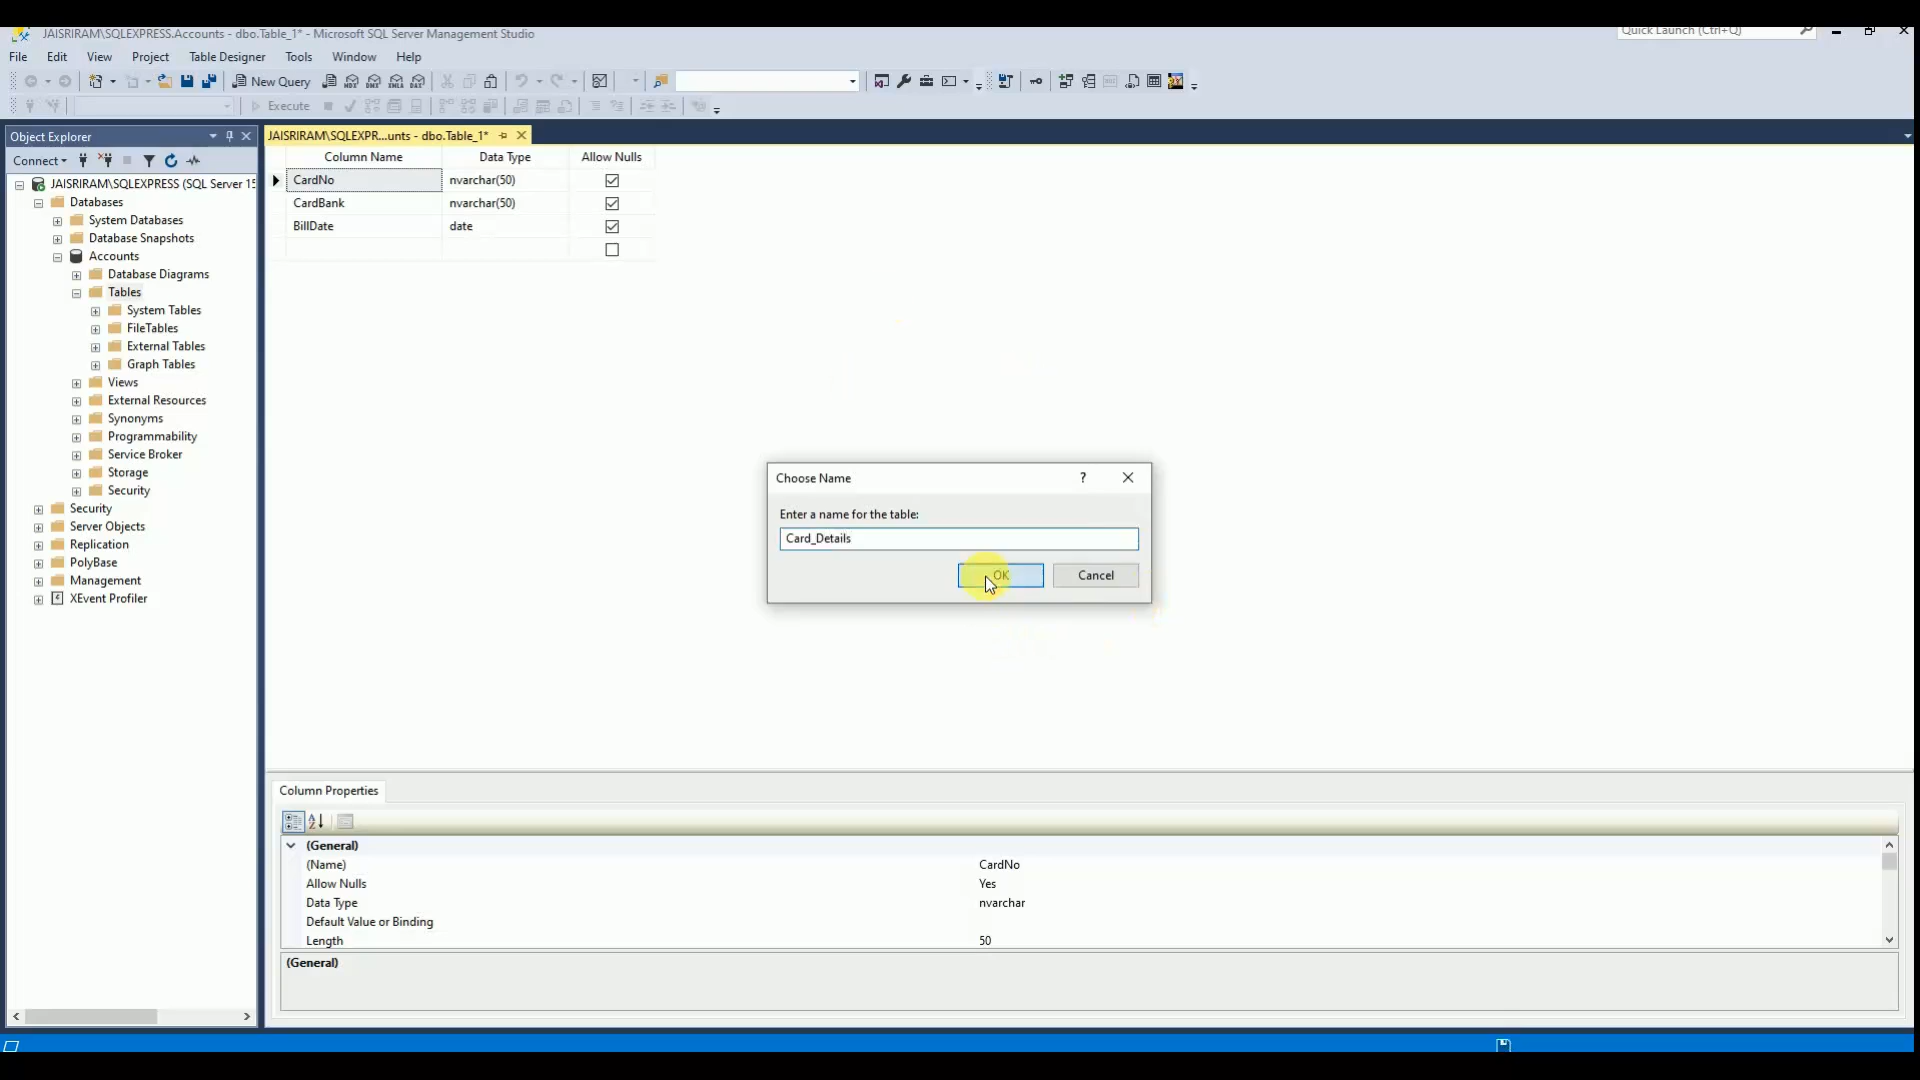 JAISRIRAM\SQLEXPRESS.Accounts - dbo.Table_1* - Microsoft SQL Server Management Studio
Quick Launch (Ctrl+Q)
File Edit View Project Table Designer Tools Window Help
New Query
Execute
Object Explorer
JAISRIRAM\SQLEXPR...unts - dbo.Table_1*
Connect
JAISRIRAM\SQLEXPRESS (SQL Server 15
Databases
System Databases
Database Snapshots
Accounts
Database Diagrams
Tables
System Tables
FileTables
External Tables
Graph Tables
Views
External Resources
Synonyms
Programmability
Service Broker
Storage
Security
Security
Server Objects
Replication
PolyBase
Management
XEvent Profiler
Column Name Data Type Allow Nulls
CardNo nvarchar(50)
CardBank nvarchar(50)
BillDate date
Choose Name ?
Enter a name for the table:
Card_Details
OK Cancel
Column Properties
(General)
(Name) CardNo
Allow Nulls Yes
Data Type nvarchar
Default Value or Binding
Length 50
(General)